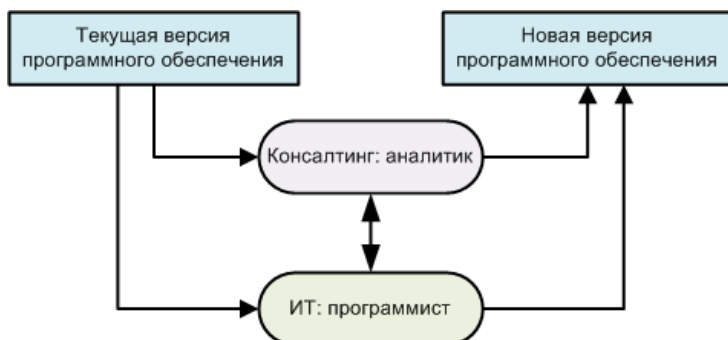 Текущая версия
программного обеспечения
Новая версия
программного обеспечения
Консалтинг: аналитик
ИТ: программист